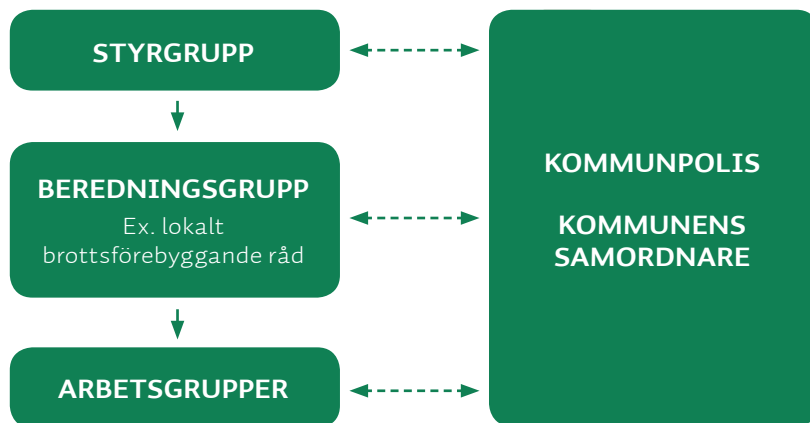 STYRGRUPP
BEREDNINGSGRUPP
Ex. lokalt
brottsförebyggande råd
ARBETSGRUPPER
KOMMUNPOLIS
KOMMUNENS
SAMORDNARE